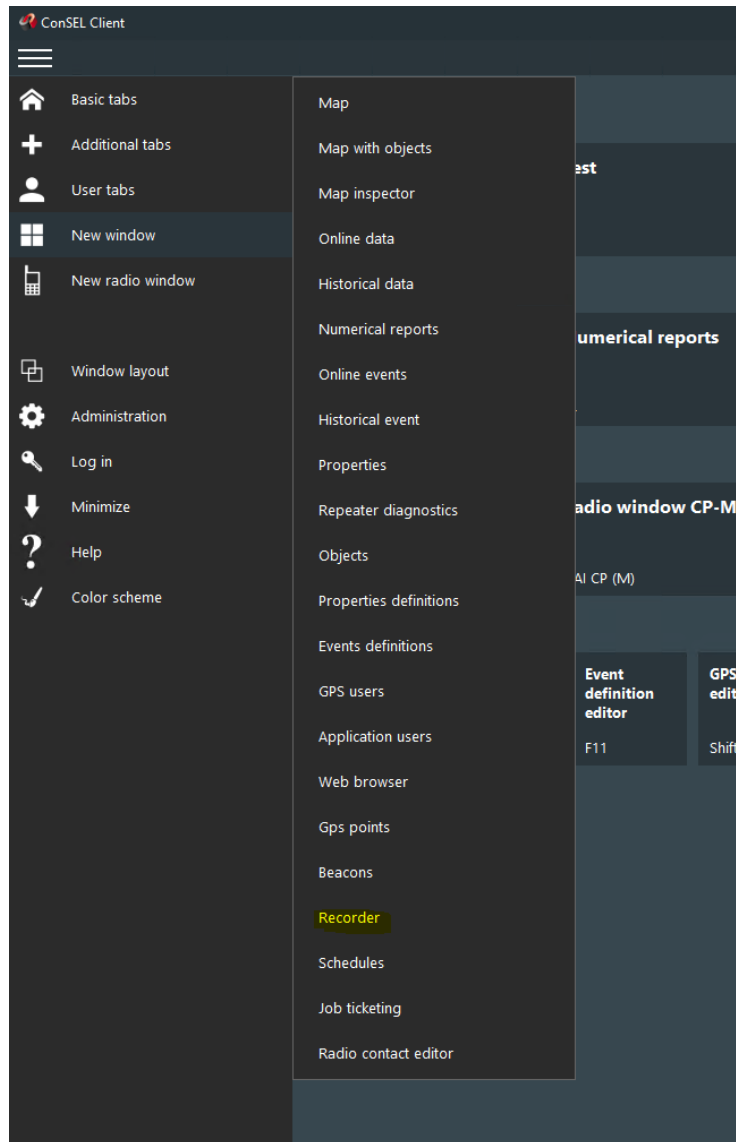 ConSEL Client
Basic tabs
Additional tabs
User tabs
New window
New radio window
Window layout
Administration
Log in
Minimize
Help
Color scheme
Map
Map with objects
Map inspector
Online data
Historical data
Numerical reports
Online events
Historical event
Properties
Repeater diagnostics
Objects
Properties definitions
Events definitions
GPS users
Application users
Web browser
Gps points
Beacons
Recorder
Schedules
Job ticketing
Radio contact editor
est
umerical reports
adio window CP-M
AI CP (M)
Event
definition
editor
F11
GPS
edit
Shift